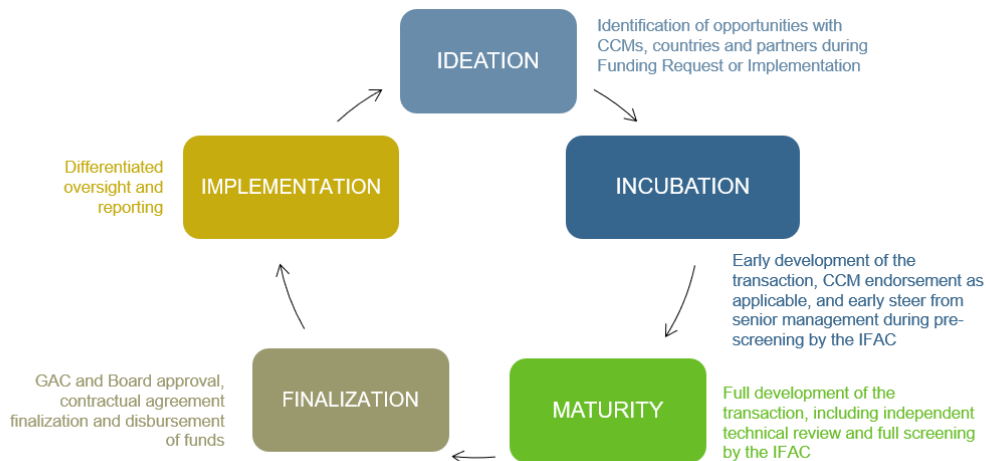 IDEATION
Identification of opportunities with
CCMs, countries and partners during
Funding Request or Implementation
INCUBATION
Early development of the
transaction, CCM endorsement as
applicable, and early steer from
senior management during pre-
screening by the IFAC
MATURITY
Full development of the
transaction, including independent
technical review and full screening
by the IFAC
FINALIZATION
GAC and Board approval,
contractual agreement
finalization and disbursement
of funds
IMPLEMENTATION
Differentiated
oversight and
reporting